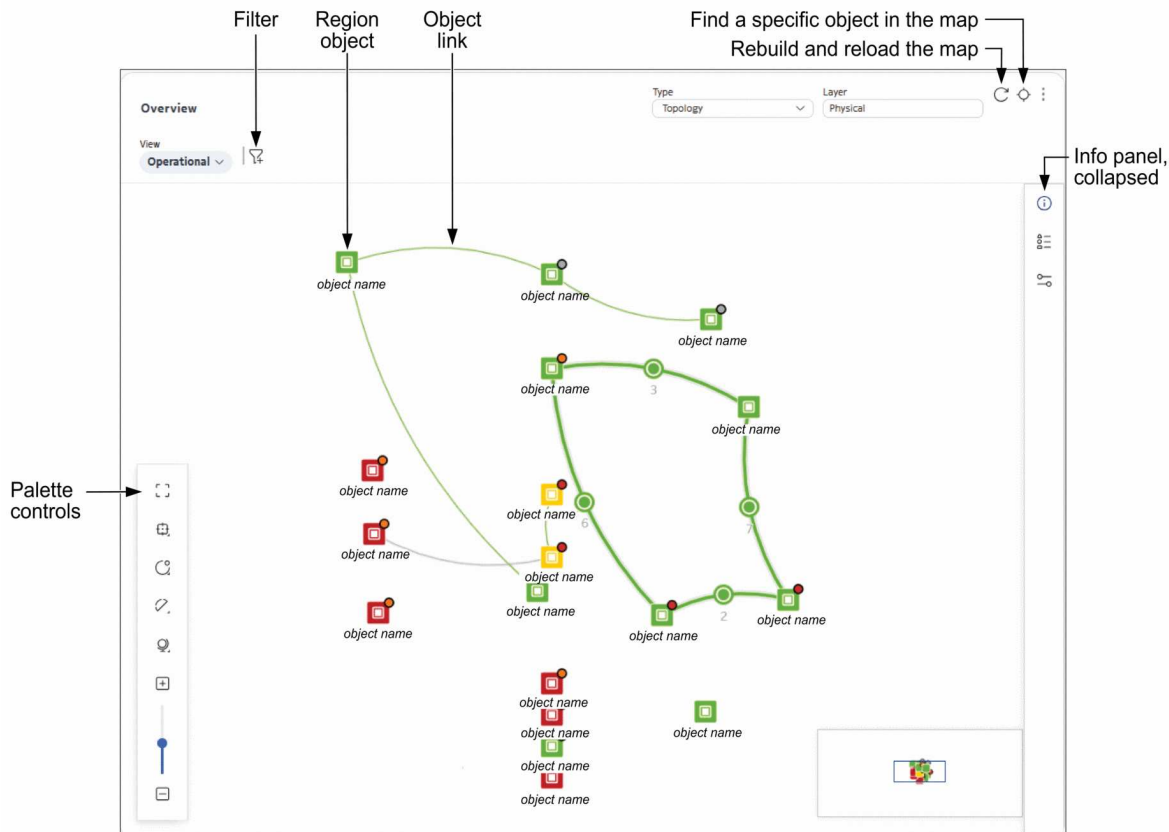 Filter
Region
object
Object
link
Find a specific object in the map
Rebuild and reload the map
Overview
Type
Topology
Layer
Physical
View
Operational
Info panel,
collapsed
object name
object name
object name
object name
3
object name
object name
object name
6
7
object name
object name
object name
object name
object name
2
object name
object name
Palette
controls
object name
object name
object name
object name
object name